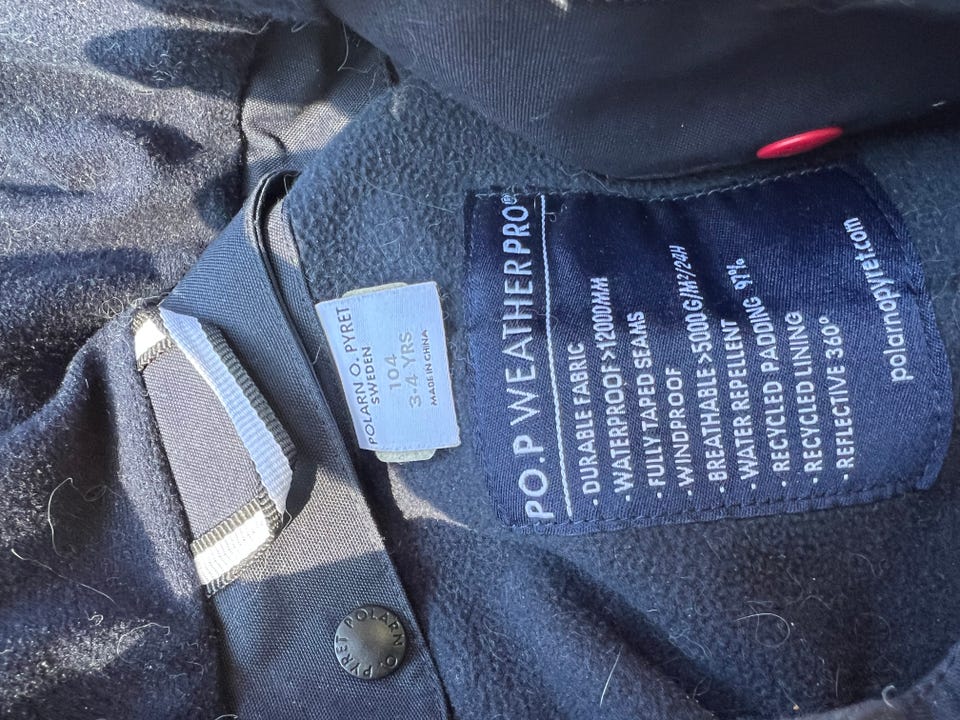 POLARN O. PYRET
SWEDEN
104
3-4 YRS
MADE IN CHINA
PO.P WEATHERPRO®
• DURABLE FABRIC
• WATERPROOF >12000MM
• FULLY TAPED SEAMS
• WINDPROOF
• BREATHABLE >5000G/M²/24H
• WATER REPELLENT
• RECYCLED PADDING 97%
• RECYCLED LINING
• REFLECTIVE 360°
polarnopyret.com
POLARN O. PYRET